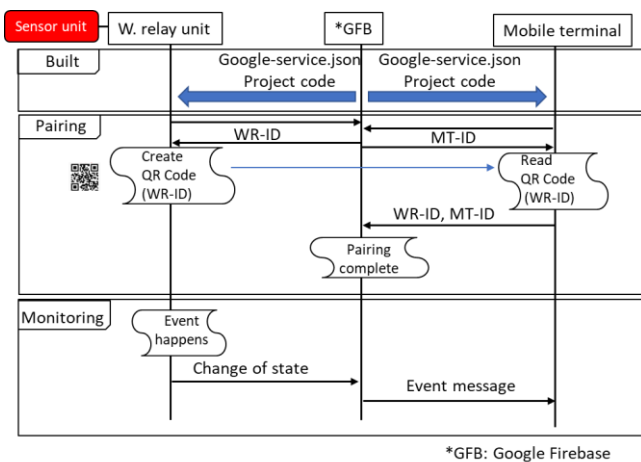 Sensor unit
W. relay unit
*GFB
Mobile terminal
Built
Google-service.json
Project code
Google-service.json
Project code
Pairing
WR-ID
MT-ID
Create
QR Code
(WR-ID)
Read
QR Code
(WR-ID)
WR-ID, MT-ID
Pairing
complete
Monitoring
Event
happens
Change of state
Event message
*GFB: Google Firebase